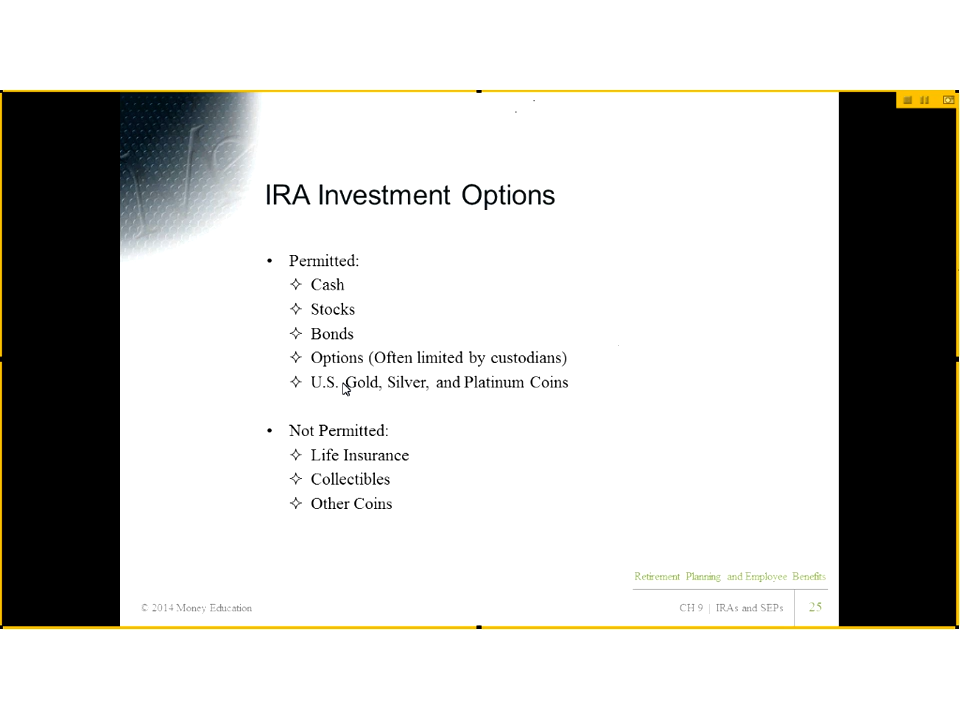 IRA Investment Options
• Permitted:
✧ Cash
✧ Stocks
✧ Bonds
✧ Options (Often limited by custodians)
✧ U.S. Gold, Silver, and Platinum Coins
• Not Permitted:
✧ Life Insurance
✧ Collectibles
✧ Other Coins
Retirement Planning and Employee Benefits
© 2014 Money Education
CH 9 | IRAs and SEPs
25